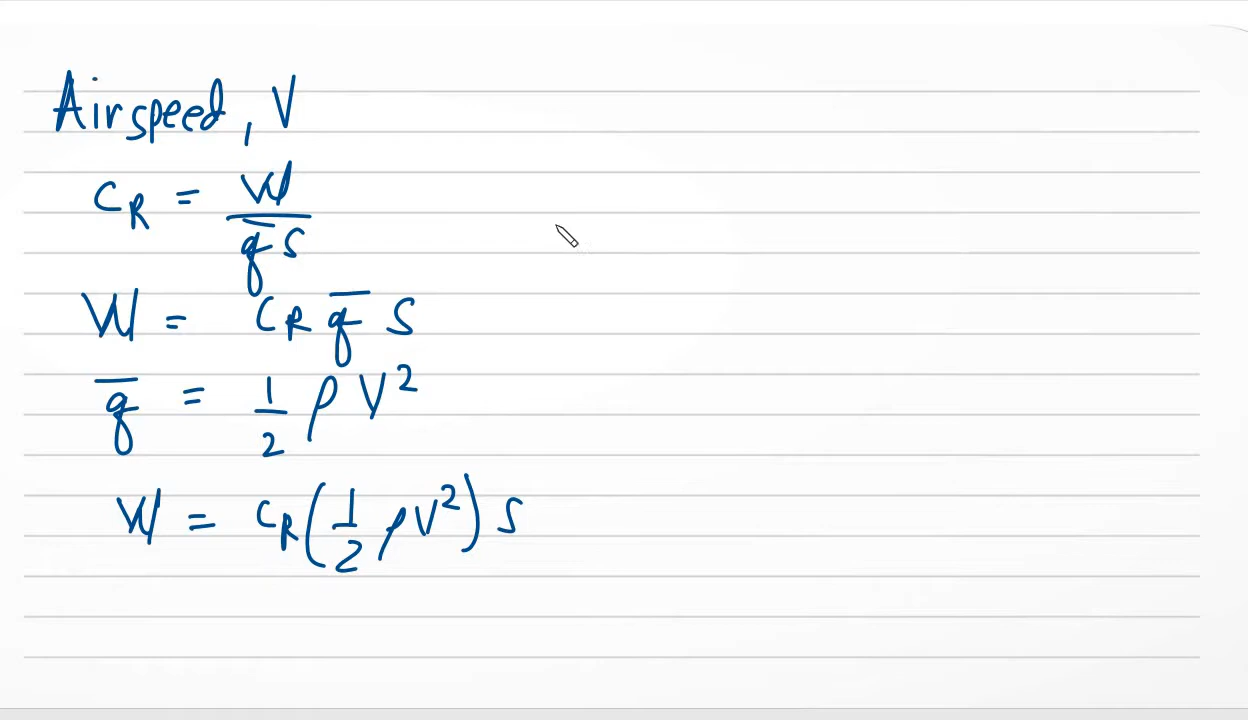 Airspeed, V
C_R = W / q̄ S
W = C_R q̄ S
q̄ = 1/2 ρ V²
W = C_R (1/2 ρ V²) S